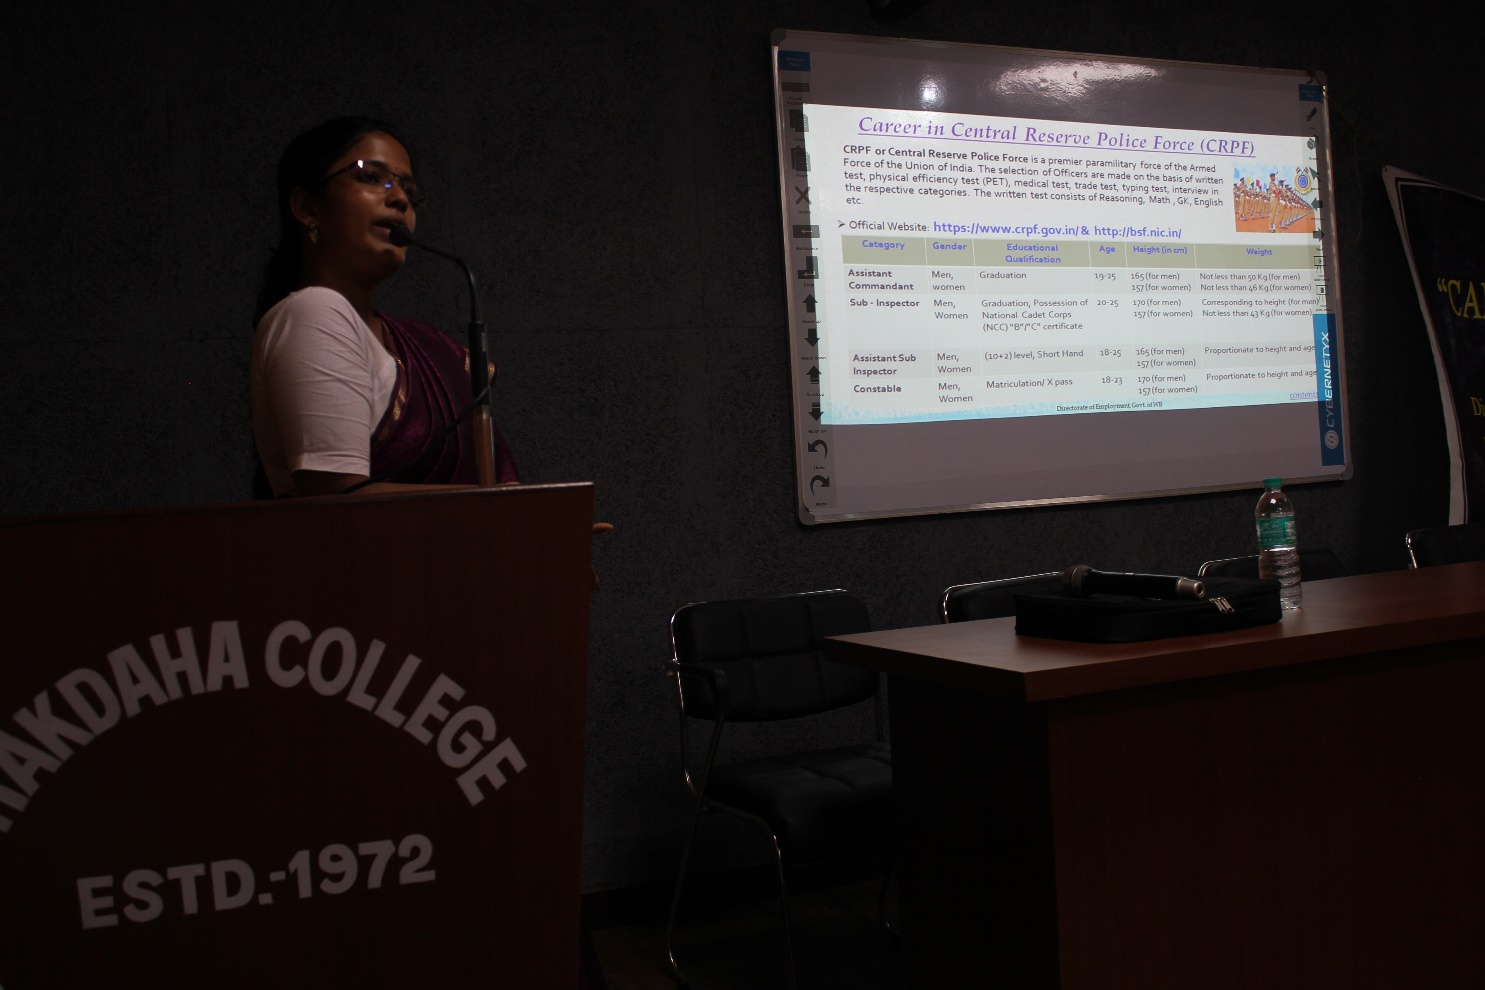 Career in Central Reserve Police Force (CRPF)
CRPF or Central Reserve Police Force is a premier paramilitary force of the Armed
Force of the Union of India. The selection of Officers are made on the basis of written
test, physical efficiency test (PET), medical test, trade test, typing test, interview in
the respective categories. The written test consists of Reasoning, Math , GK, English
etc.
➤ Official Website: https://www.crpf.gov.in/ & http://bsf.nic.in/
Category Gender Educational Qualification Age Height (in cm) Weight
Assistant Commandant Men, women Graduation 19-25 165 (for men) 157 (for women) Not less than 50 Kg (for men) Not less than 46 Kg (for women)
Sub - Inspector Men, Women Graduation, Possession of National Cadet Corps (NCC) "B"/"C" certificate 20-25 170 (for men) 157 (for women) Corresponding to height (for men) Not less than 43 Kg (for women)
Assistant Sub Inspector Men, Women (10+2) level, Short Hand 18-25 165 (for men) 157 (for women) Proportionate to height and age
Constable Men, Women Matriculation/ X pass 18-23 170 (for men) 157 (for women) Proportionate to height and age
contents
Directorate of Employment, Govt. of WB
CYBERNETYX
"CA
HAKDAHA COLLEGE
ESTD.-1972